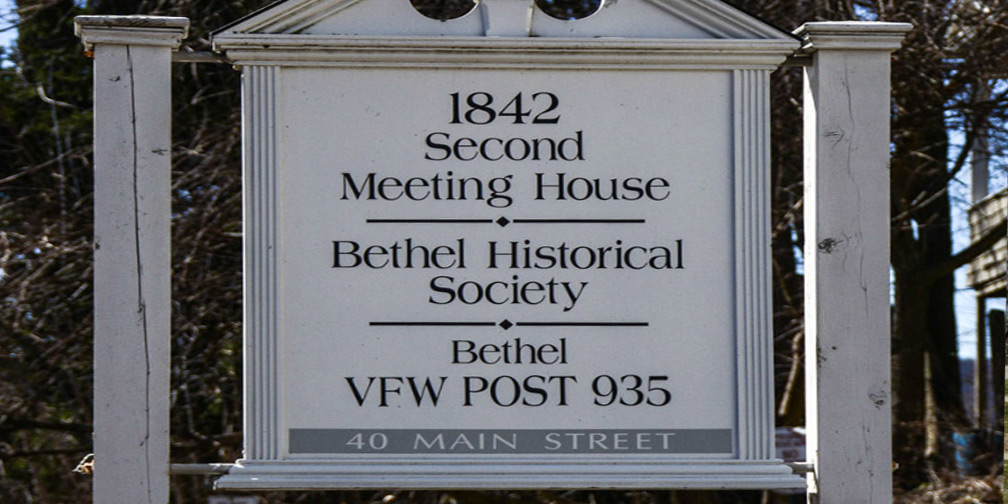 1842
Second
Meeting House
Bethel Historical
Society
Bethel
VFW POST 935
40 MAIN STREET